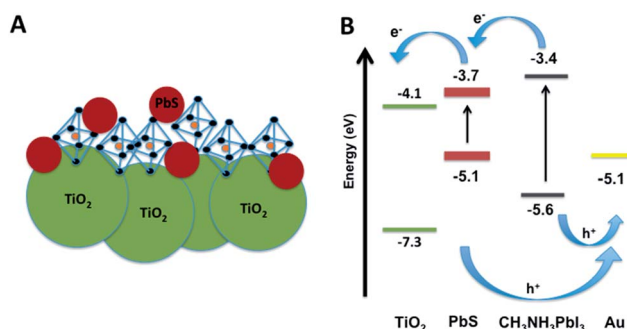 A
PbS
TiO₂
TiO₂
TiO₂
B
e⁻
e⁻
Energy (eV)
-3.4
-3.7
-4.1
-5.1
-5.1
-5.6
-7.3
h⁺
h⁺
TiO₂ PbS CH₃NH₃PbI₃ Au